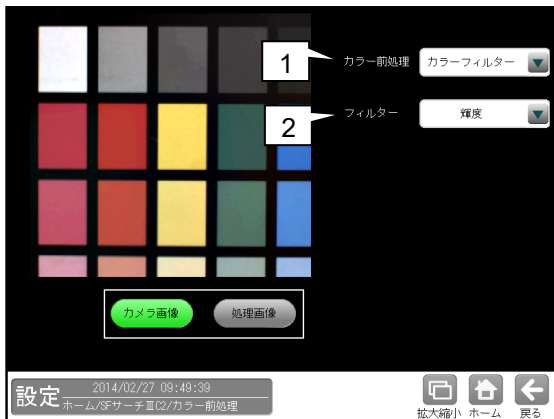 1
カラー前処理
カラーフィルター
2
フィルター
輝度
カメラ画像
処理画像
設定
2014/02/27 09:49:39
ホーム/SFサーチⅢC2/カラー前処理
拡大縮小
ホーム
戻る